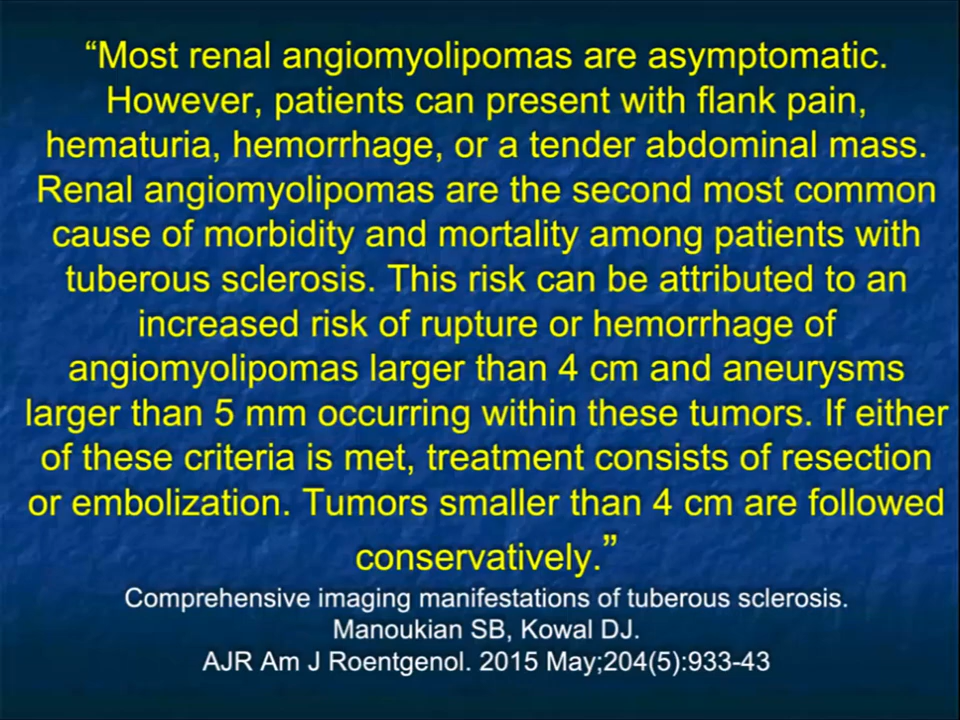 “Most renal angiomyolipomas are asymptomatic.
However, patients can present with flank pain,
hematuria, hemorrhage, or a tender abdominal mass.
Renal angiomyolipomas are the second most common
cause of morbidity and mortality among patients with
tuberous sclerosis. This risk can be attributed to an
increased risk of rupture or hemorrhage of
angiomyolipomas larger than 4 cm and aneurysms
larger than 5 mm occurring within these tumors. If either
of these criteria is met, treatment consists of resection
or embolization. Tumors smaller than 4 cm are followed
conservatively.”
Comprehensive imaging manifestations of tuberous sclerosis.
Manoukian SB, Kowal DJ.
AJR Am J Roentgenol. 2015 May;204(5):933-43